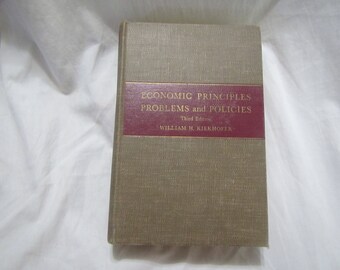 ECONOMIC PRINCIPLES
PROBLEMS and POLICIES
Third Edition
WILLIAM H. KIEKHOFER